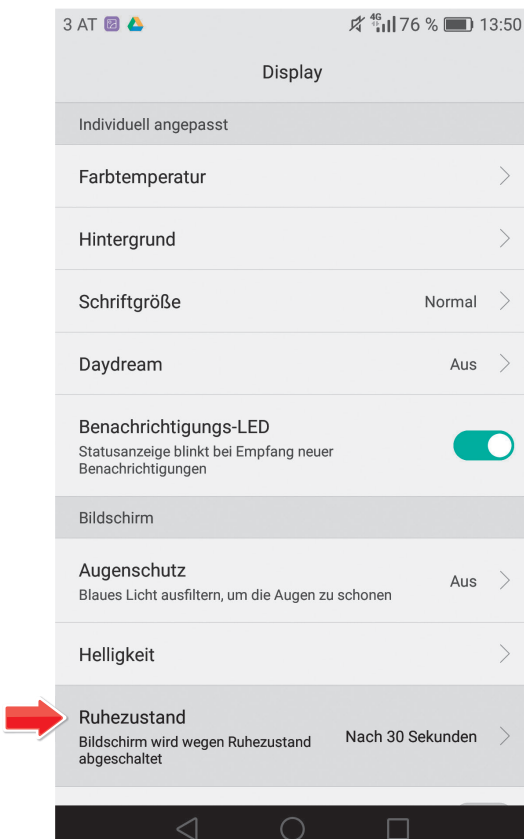 3 AT 4G 76 % 13:50
Display
Individuell angepasst
Farbtemperatur
Hintergrund
Schriftgröße Normal
Daydream Aus
Benachrichtigungs-LED
Statusanzeige blinkt bei Empfang neuer
Benachrichtigungen
Bildschirm
Augenschutz Aus
Blaues Licht ausfiltern, um die Augen zu schonen
Helligkeit
Ruhezustand Nach 30 Sekunden
Bildschirm wird wegen Ruhezustand
abgeschaltet